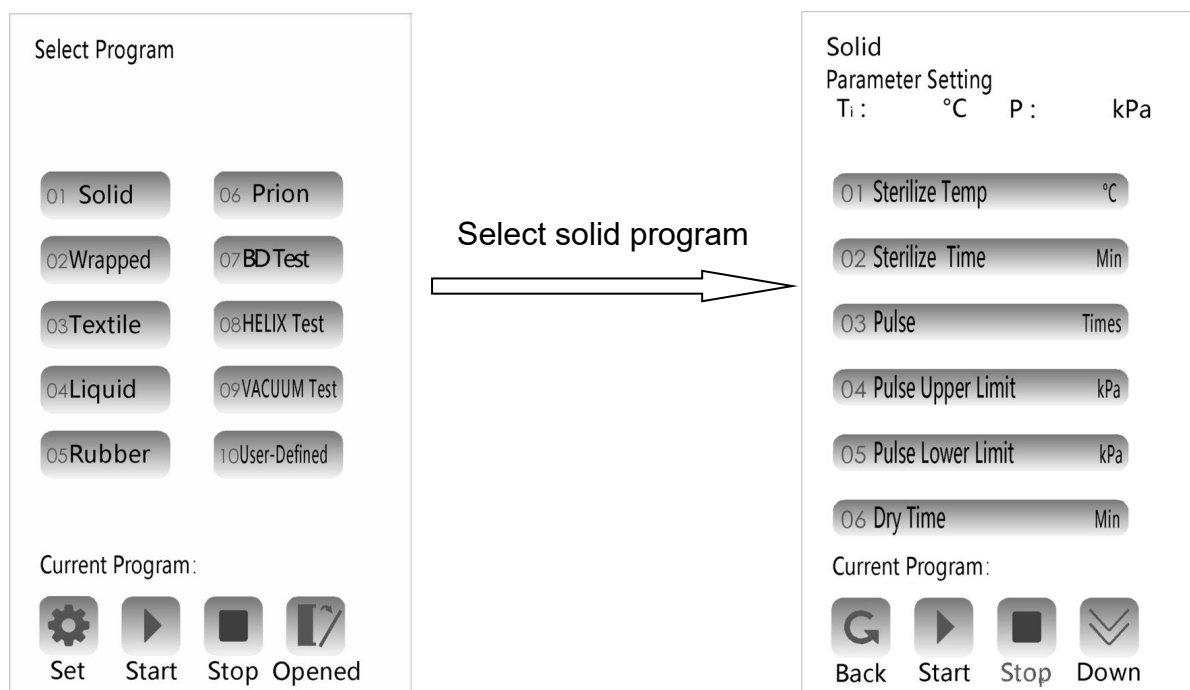 Select Program
01 Solid
06 Prion
02Wrapped
07BD Test
03Textile
08HELIX Test
04Liquid
09VACUUM Test
05Rubber
10User-Defined
Current Program:
Set Start Stop Opened
Select solid program
Solid
Parameter Setting
Ti : °C P : kPa
01 Sterilize Temp °C
02 Sterilize Time Min
03 Pulse Times
04 Pulse Upper Limit kPa
05 Pulse Lower Limit kPa
06 Dry Time Min
Current Program:
Back Start Stop Down